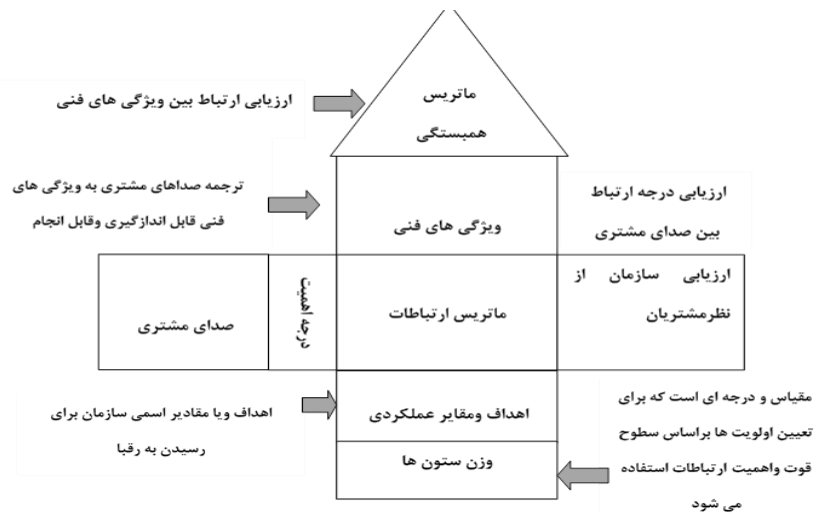 ماتریس
همبستگی
ارزیابی ارتباط بین ویژگی های فنی
ترجمه صداهای مشتری به ویژگی های
فنی قابل اندازگیری وقابل انجام
ویژگی های فنی
ارزیابی درجه ارتباط
بین صدای مشتری
ارزیابی سازمان از
نظرمشتریان
ماتریس ارتباطات
درجه اهمیت
صدای مشتری
اهداف ومقایر عملکردی
اهداف ویا مقادیر اسمی سازمان برای
رسیدن به رقبا
وزن ستون ها
مقیاس و درجه ای است که برای
تعیین اولویت ها براساس سطوح
قوت واهمیت ارتباطات استفاده
می شود